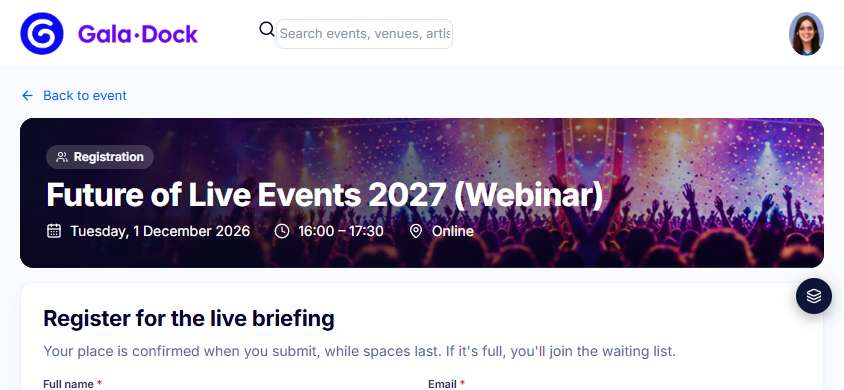 Gala·Dock
Search events, venues, artis
Back to event
Registration
Future of Live Events 2027 (Webinar)
Tuesday, 1 December 2026
16:00 – 17:30
Online
Register for the live briefing
Your place is confirmed when you submit, while spaces last. If it's full, you'll join the waiting list.
Full name *
Email *